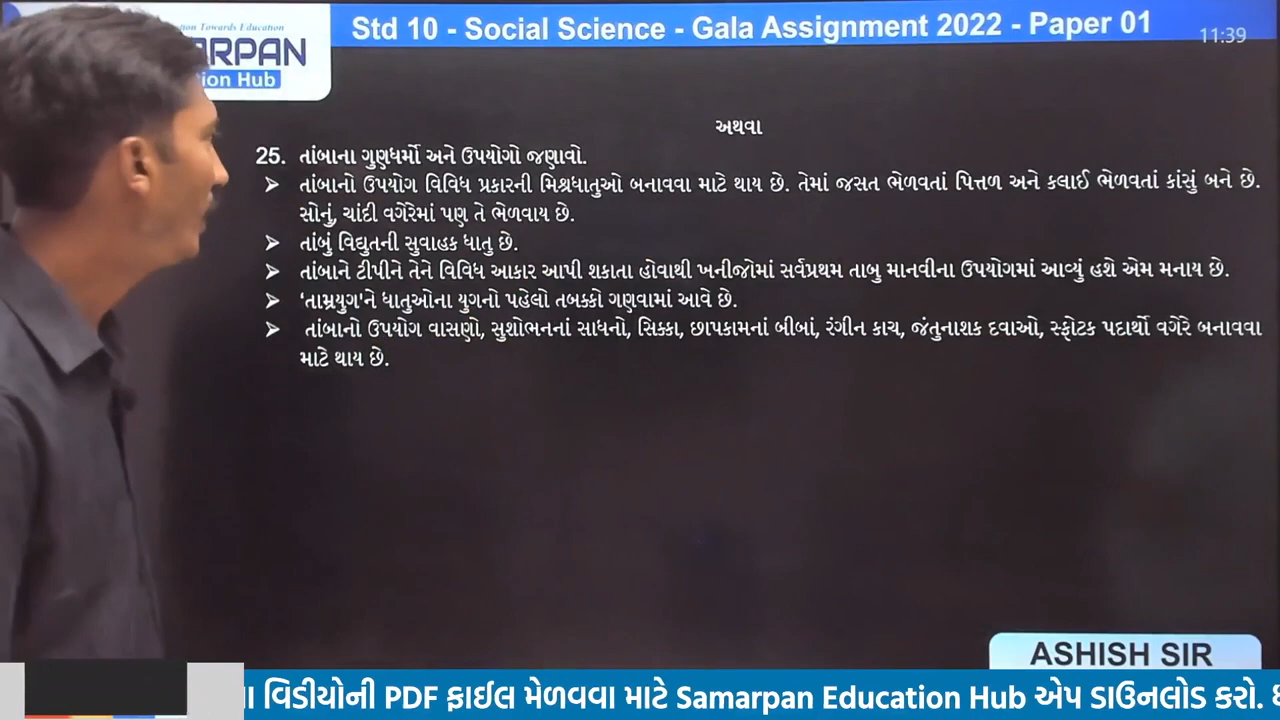 Std 10 - Social Science - Gala Assignment 2022 - Paper 01
11:39
tion Towards Education
ARPAN
ion Hub
અથવા
25. તાંબાના ગુણધર્મો અને ઉપયોગો જણાવો.
➤ તાંબાનો ઉપયોગ વિવિધ પ્રકારની મિશ્રધાતુઓ બનાવવા માટે થાય છે. તેમાં જસત ભેળવતાં પિત્તળ અને કલાઈ ભેળવતાં કાંસું બને છે.
સોનું, ચાંદી વગેરેમાં પણ તે ભેળવાય છે.
➤ તાંબું વિદ્યુતની સુવાહક ધાતુ છે.
➤ તાંબાને ટીપીને તેને વિવિધ આકાર આપી શકાતા હોવાથી ખનીજોમાં સર્વપ્રથમ તાબુ માનવીના ઉપયોગમાં આવ્યું હશે એમ મનાય છે.
➤ ‘તામ્રયુગ'ને ધાતુઓના યુગનો પહેલો તબક્કો ગણવામાં આવે છે.
➤ તાંબાનો ઉપયોગ વાસણો, સુશોભનનાં સાધનો, સિક્કા, છાપકામનાં બીબાં, રંગીન કાચ, જંતુનાશક દવાઓ, સ્ફોટક પદાર્થો વગેરે બનાવવા
માટે થાય છે.
ASHISH SIR
વિડીયોની PDF ફાઈલ મેળવવા માટે Samarpan Education Hub એપ ડાઉનલોડ કરો.